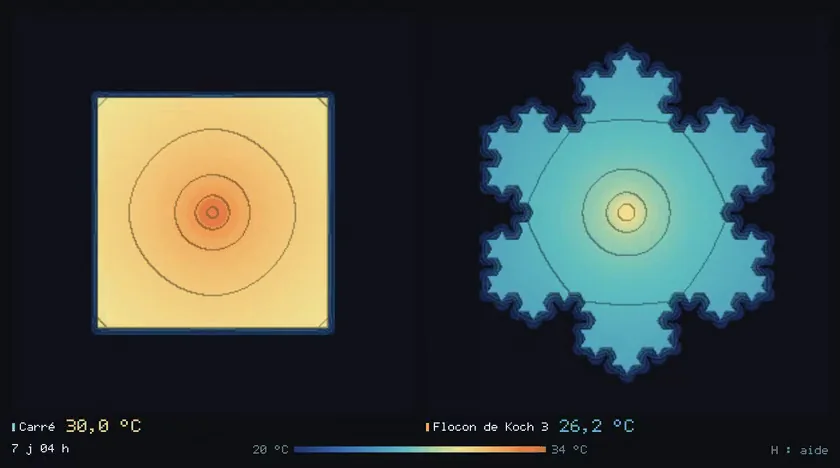 Carré 30,0 °C
Flocon de Koch 3 26,2 °C
7 j 04 h
20 °C
34 °C
H : aide